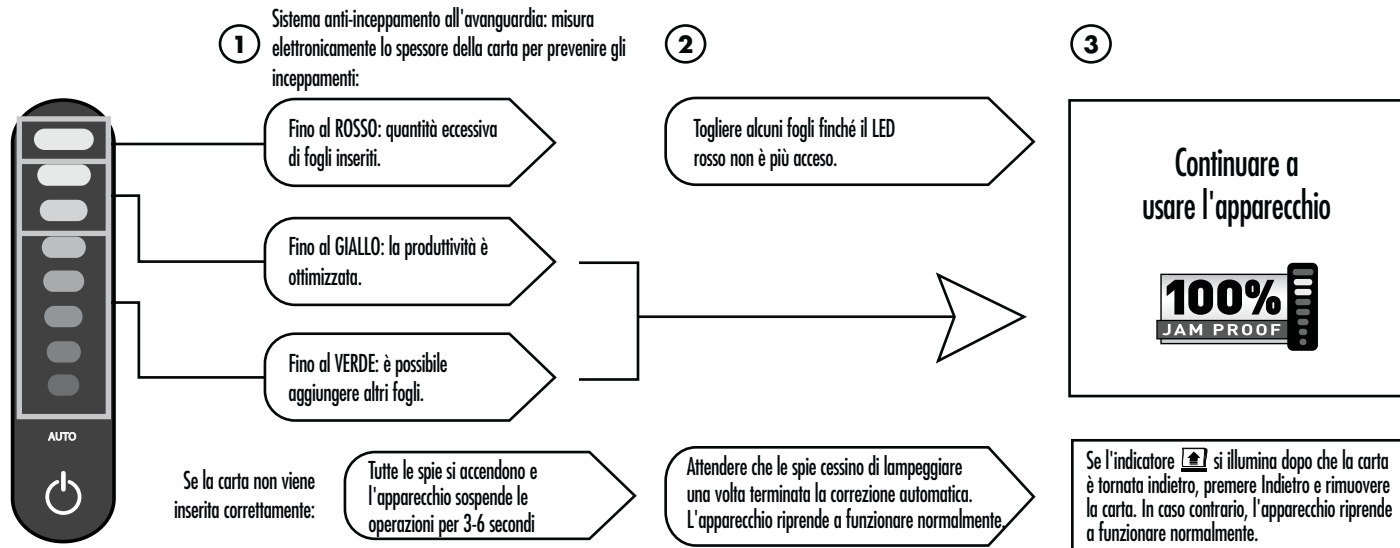 1
Sistema anti-inceppamento all'avanguardia: misura
elettronicamente lo spessore della carta per prevenire gli
inceppamenti:
2
3
Fino al ROSSO: quantità eccessiva
di fogli inseriti.
Togliere alcuni fogli finché il LED
rosso non è più acceso.
Continuare a
usare l'apparecchio
100%
JAM PROOF
Fino al GIALLO: la produttività è
ottimizzata.
Fino al VERDE: è possibile
aggiungere altri fogli.
AUTO
Se la carta non viene
inserita correttamente:
Tutte le spie si accendono e
l'apparecchio sospende le
operazioni per 3-6 secondi
Attendere che le spie cessino di lampeggiare
una volta terminata la correzione automatica.
L'apparecchio riprende a funzionare normalmente.
Se l'indicatore si illumina dopo che la carta
è tornata indietro, premere Indietro e rimuovere
la carta. In caso contrario, l'apparecchio riprende
a funzionare normalmente.